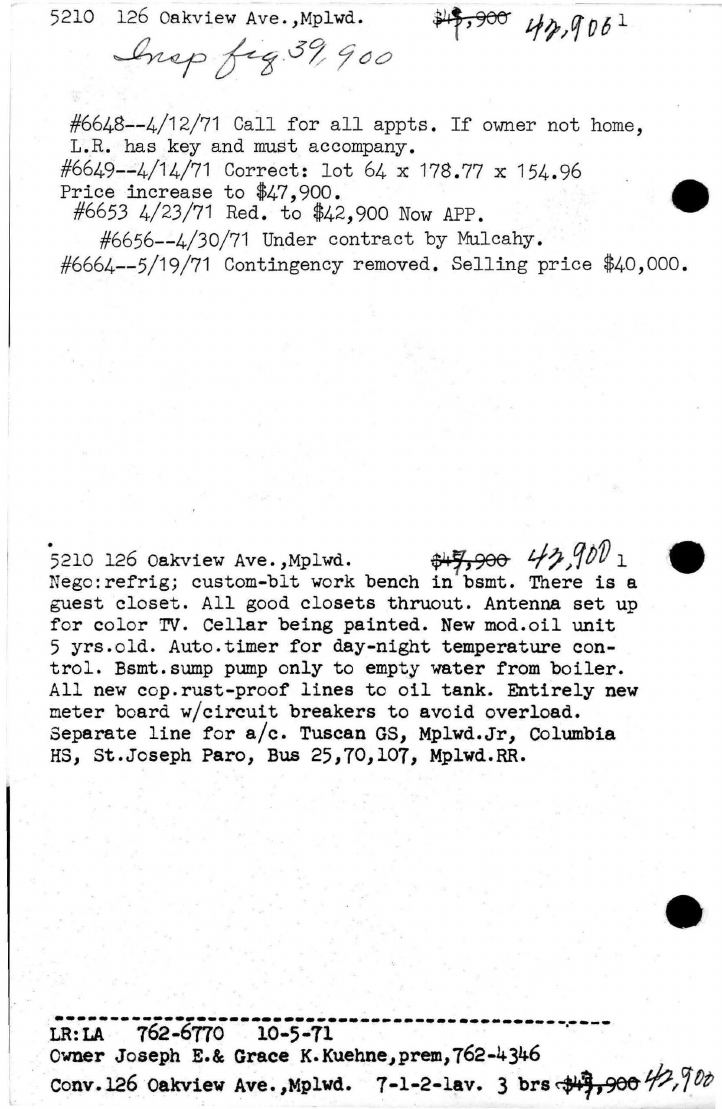 5210 126 Oakview Ave.,Mplwd. 42,900 1
Insp fig. 39,900
#6648--4/12/71 Call for all appts. If owner not home,
L.R. has key and must accompany.
#6649--4/14/71 Correct: lot 64 x 178.77 x 154.96
Price increase to $47,900.
#6653 4/23/71 Red. to $42,900 Now APP.
#6656--4/30/71 Under contract by Mulcahy.
#6664--5/19/71 Contingency removed. Selling price $40,000.
5210 126 Oakview Ave.,Mplwd. $47,900 42,900 1
Nego:refrig; custom-blt work bench in bsmt. There is a
guest closet. All good closets thruout. Antenna set up
for color TV. Cellar being painted. New mod.oil unit
5 yrs.old. Auto.timer for day-night temperature con-
trol. Bsmt.sump pump only to empty water from boiler.
All new cop.rust-proof lines to oil tank. Entirely new
meter board w/circuit breakers to avoid overload.
Separate line for a/c. Tuscan GS, Mplwd.Jr, Columbia
HS, St.Joseph Paro, Bus 25,70,107, Mplwd.RR.
LR:LA 762-6770 10-5-71
Owner Joseph E.& Grace K.Kuehne,prem,762-4346
Conv.126 Oakview Ave.,Mplwd. 7-1-2-lav. 3 brs 42,900